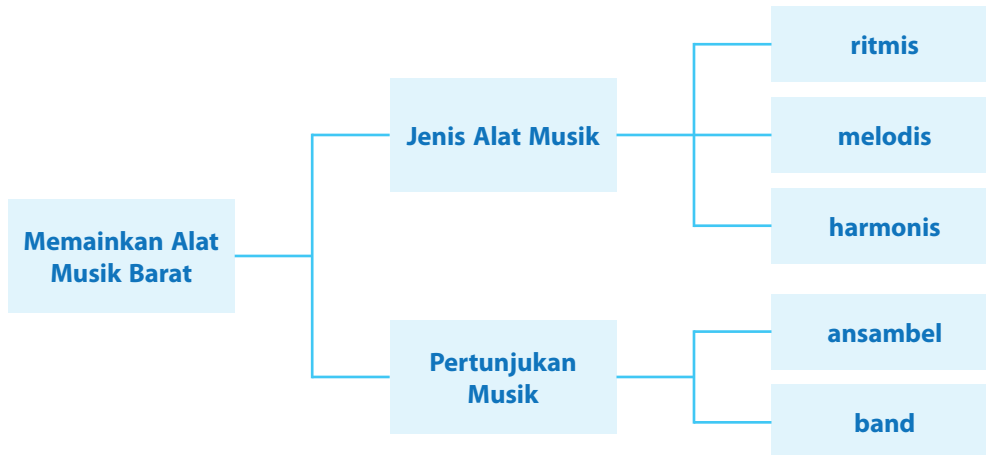 Memainkan Alat
Musik Barat
Jenis Alat Musik
ritmis
melodis
harmonis
Pertunjukan
Musik
ansambel
band